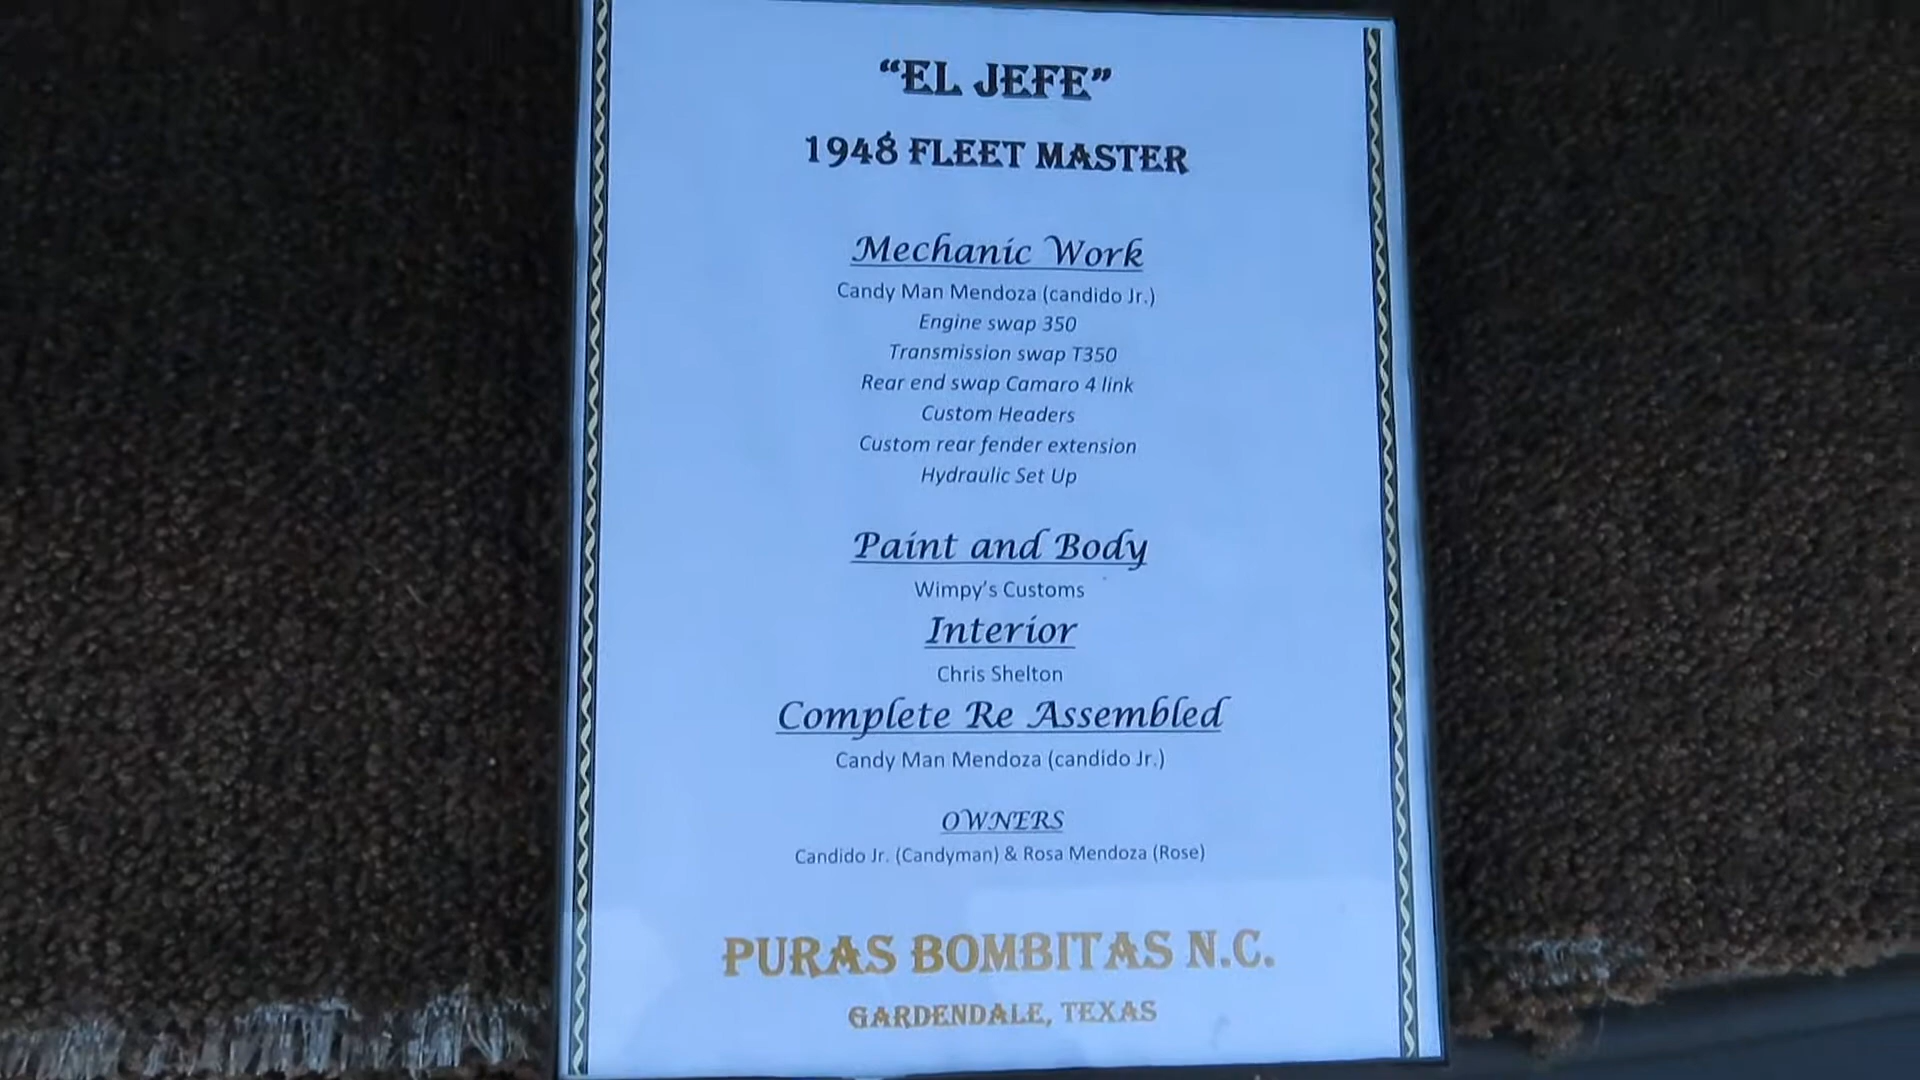 “EL JEFE”
1948 FLEET MASTER
Mechanic Work
Candy Man Mendoza (candido Jr.)
Engine swap 350
Transmission swap T350
Rear end swap Camaro 4 link
Custom Headers
Custom rear fender extension
Hydraulic Set Up
Paint and Body
Wimpy’s Customs
Interior
Chris Shelton
Complete Re Assembled
Candy Man Mendoza (candido Jr.)
OWNERS
Candido Jr. (Candyman) & Rosa Mendoza (Rose)
PURAS BOMBITAS N.C.
GARDENDALE, TEXAS